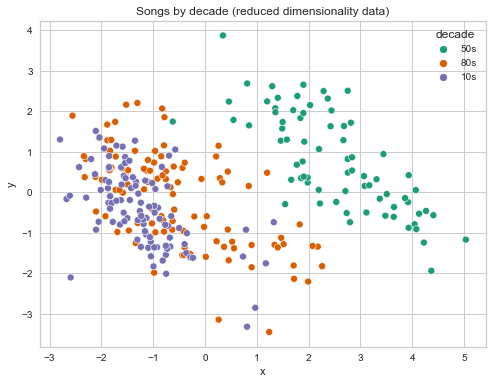 Songs by decade (reduced dimensionality data)
decade
50s
80s
10s
y
4
3
2
1
0
−1
−2
−3
−3 −2 −1 0 1 2 3 4 5
x